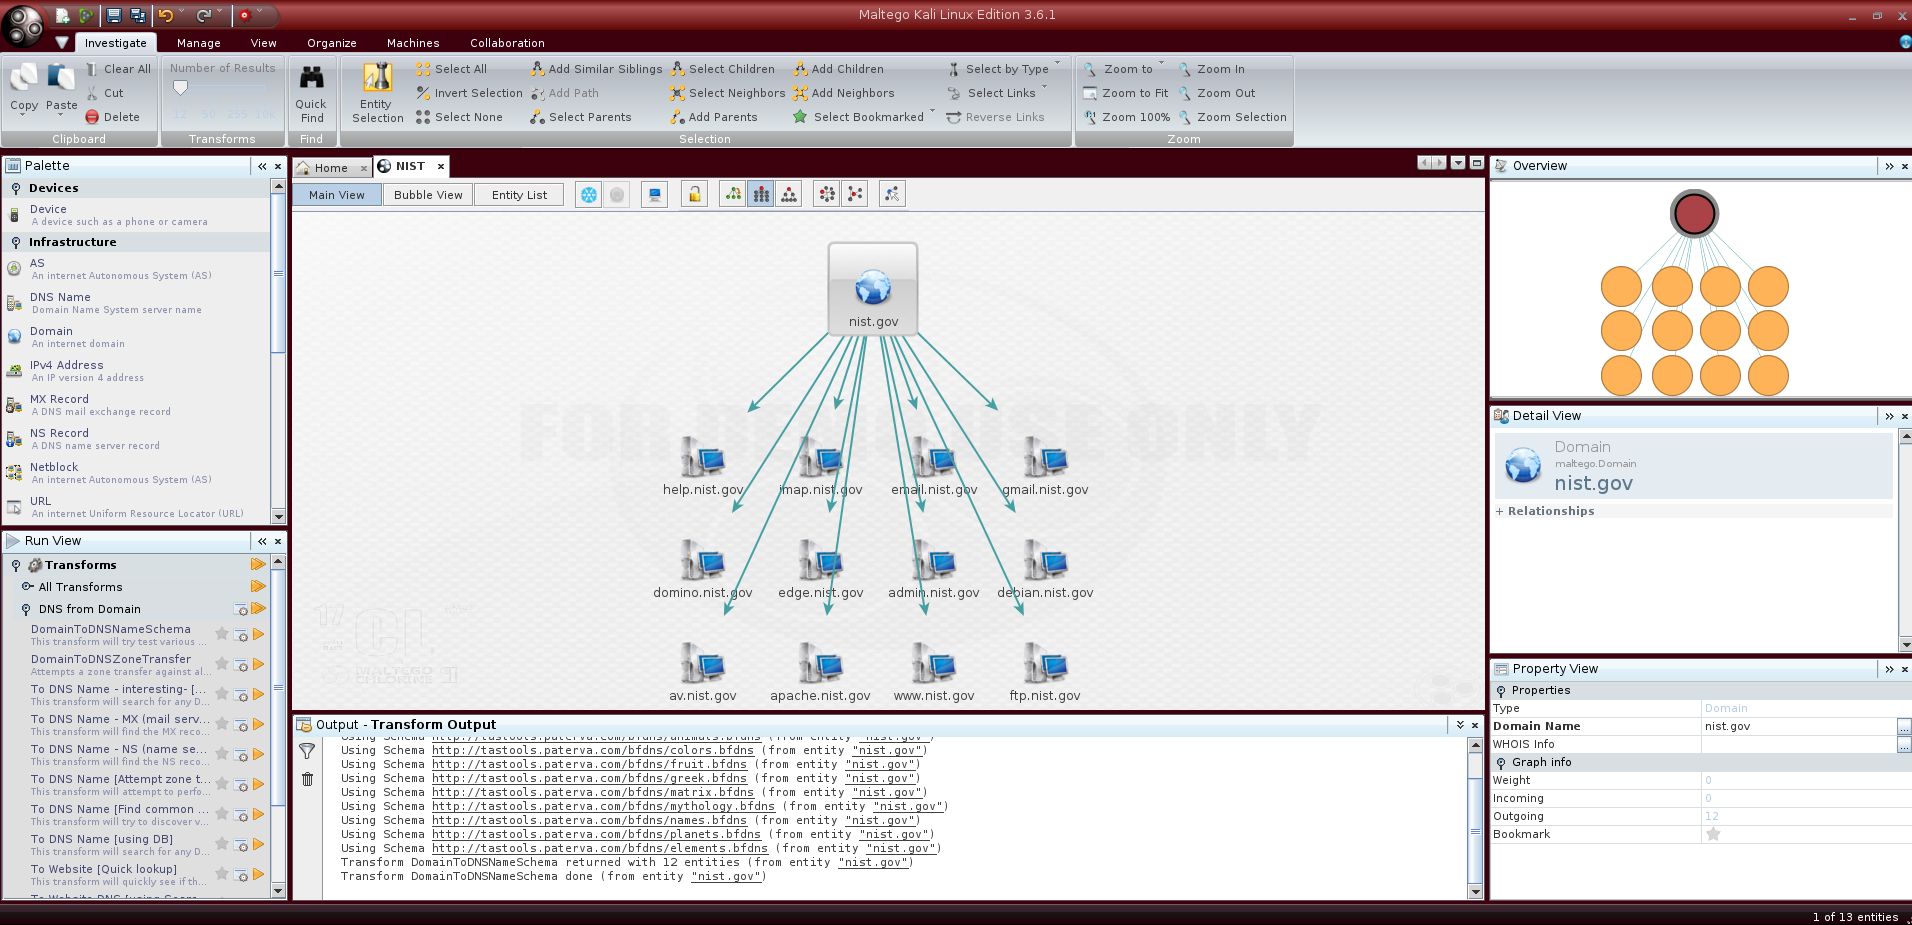 Maltego Kali Linux Edition 3.6.1
Investigate Manage View Organize Machines Collaboration
Copy Paste Clear All Cut Delete
Clipboard
Number of Results
12 50 255 10k
Transforms
Quick Find
Find
Entity Selection
Select All Add Similar Siblings Select Children Add Children Select by Type
Invert Selection Add Path Select Neighbors Add Neighbors Select Links
Select None Select Parents Add Parents Select Bookmarked Reverse Links
Selection
Zoom to Zoom In
Zoom to Fit Zoom Out
Zoom 100% Zoom Selection
Zoom
Palette
Devices
Device
A device such as a phone or camera
Infrastructure
AS
An internet Autonomous System (AS)
DNS Name
Domain Name System server name
Domain
An internet domain
IPv4 Address
An IP version 4 address
MX Record
A DNS mail exchange record
NS Record
A DNS name server record
Netblock
An internet Autonomous System (AS)
URL
An internet Uniform Resource Locator (URL)
Run View
Transforms
All Transforms
DNS from Domain
DomainToDNSNameSchema
This transform will try test various ...
DomainToDNSZoneTransfer
Attempts a zone transfer against al...
To DNS Name - interesting- [...
This transform will search for any D...
To DNS Name - MX (mail serv...
This transform will find the MX reco...
To DNS Name - NS (name se...
This transform will find the NS reco...
To DNS Name [Attempt zone t...
This transform will attempt to perfo...
To DNS Name [Find common ...
This transform will try to discover v...
To DNS Name [using DB]
This transform will search for any D...
To Website [Quick lookup]
This transform will quickly see if th...
Home NIST
Main View Bubble View Entity List
nist.gov
help.nist.gov imap.nist.gov email.nist.gov gmail.nist.gov
domino.nist.gov edge.nist.gov admin.nist.gov debian.nist.gov
av.nist.gov apache.nist.gov www.nist.gov ftp.nist.gov
MALTEGO
CHLORINE
Output - Transform Output
Using Schema http://tastools.paterva.com/bfdns/animals.bfdns (from entity "nist.gov")
Using Schema http://tastools.paterva.com/bfdns/colors.bfdns (from entity "nist.gov")
Using Schema http://tastools.paterva.com/bfdns/fruit.bfdns (from entity "nist.gov")
Using Schema http://tastools.paterva.com/bfdns/greek.bfdns (from entity "nist.gov")
Using Schema http://tastools.paterva.com/bfdns/matrix.bfdns (from entity "nist.gov")
Using Schema http://tastools.paterva.com/bfdns/mythology.bfdns (from entity "nist.gov")
Using Schema http://tastools.paterva.com/bfdns/names.bfdns (from entity "nist.gov")
Using Schema http://tastools.paterva.com/bfdns/planets.bfdns (from entity "nist.gov")
Using Schema http://tastools.paterva.com/bfdns/elements.bfdns (from entity "nist.gov")
Transform DomainToDNSNameSchema returned with 12 entities (from entity "nist.gov")
Transform DomainToDNSNameSchema done (from entity "nist.gov")
Overview
Detail View
Domain
maltego.Domain
nist.gov
+ Relationships
Property View
Properties
Type Domain
Domain Name nist.gov ...
WHOIS Info ...
Graph info
Weight 0
Incoming 0
Outgoing 12
Bookmark
1 of 13 entities